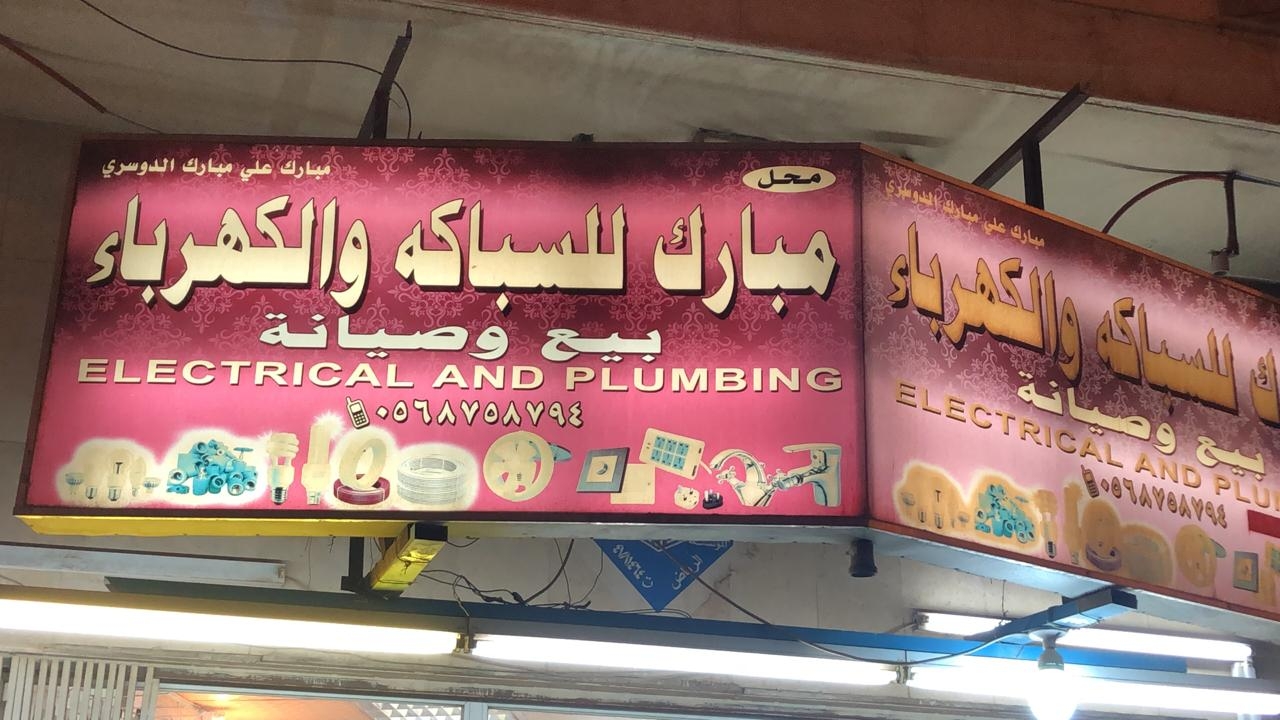 مبارك علي مبارك الدوسري
محل
مبارك للسباكه والكهرباء
بيع وصيانة
ELECTRICAL AND PLUMBING
٠٥٦٨٧٥٨٧٩٤
مبارك علي مبارك الدوسري
للسباكه والكهرباء
بيع وصيانة
ELECTRICAL AND PLU
٠٥٦٨٧٥٨٧٩٤
الرياض